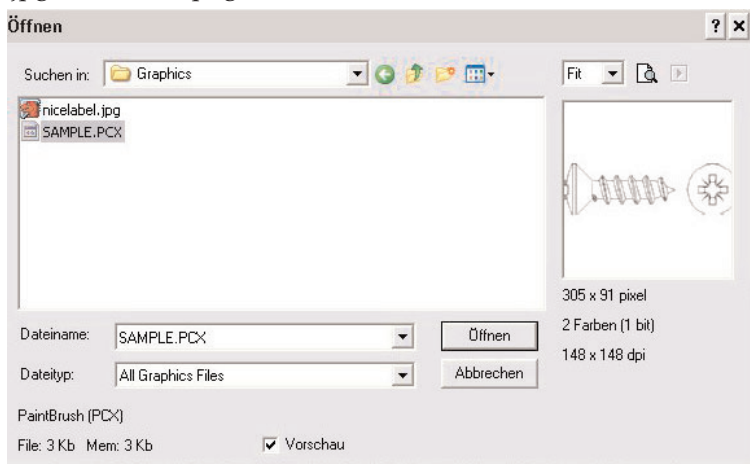 Öffnen
Suchen in: Graphics
Fit
nicelabel.jpg
SAMPLE.PCX
305 x 91 pixel
2 Farben (1 bit)
148 x 148 dpi
Dateiname: SAMPLE.PCX
Öffnen
Dateityp: All Graphics Files
Abbrechen
PaintBrush (PCX)
File: 3 Kb Mem: 3 Kb
Vorschau